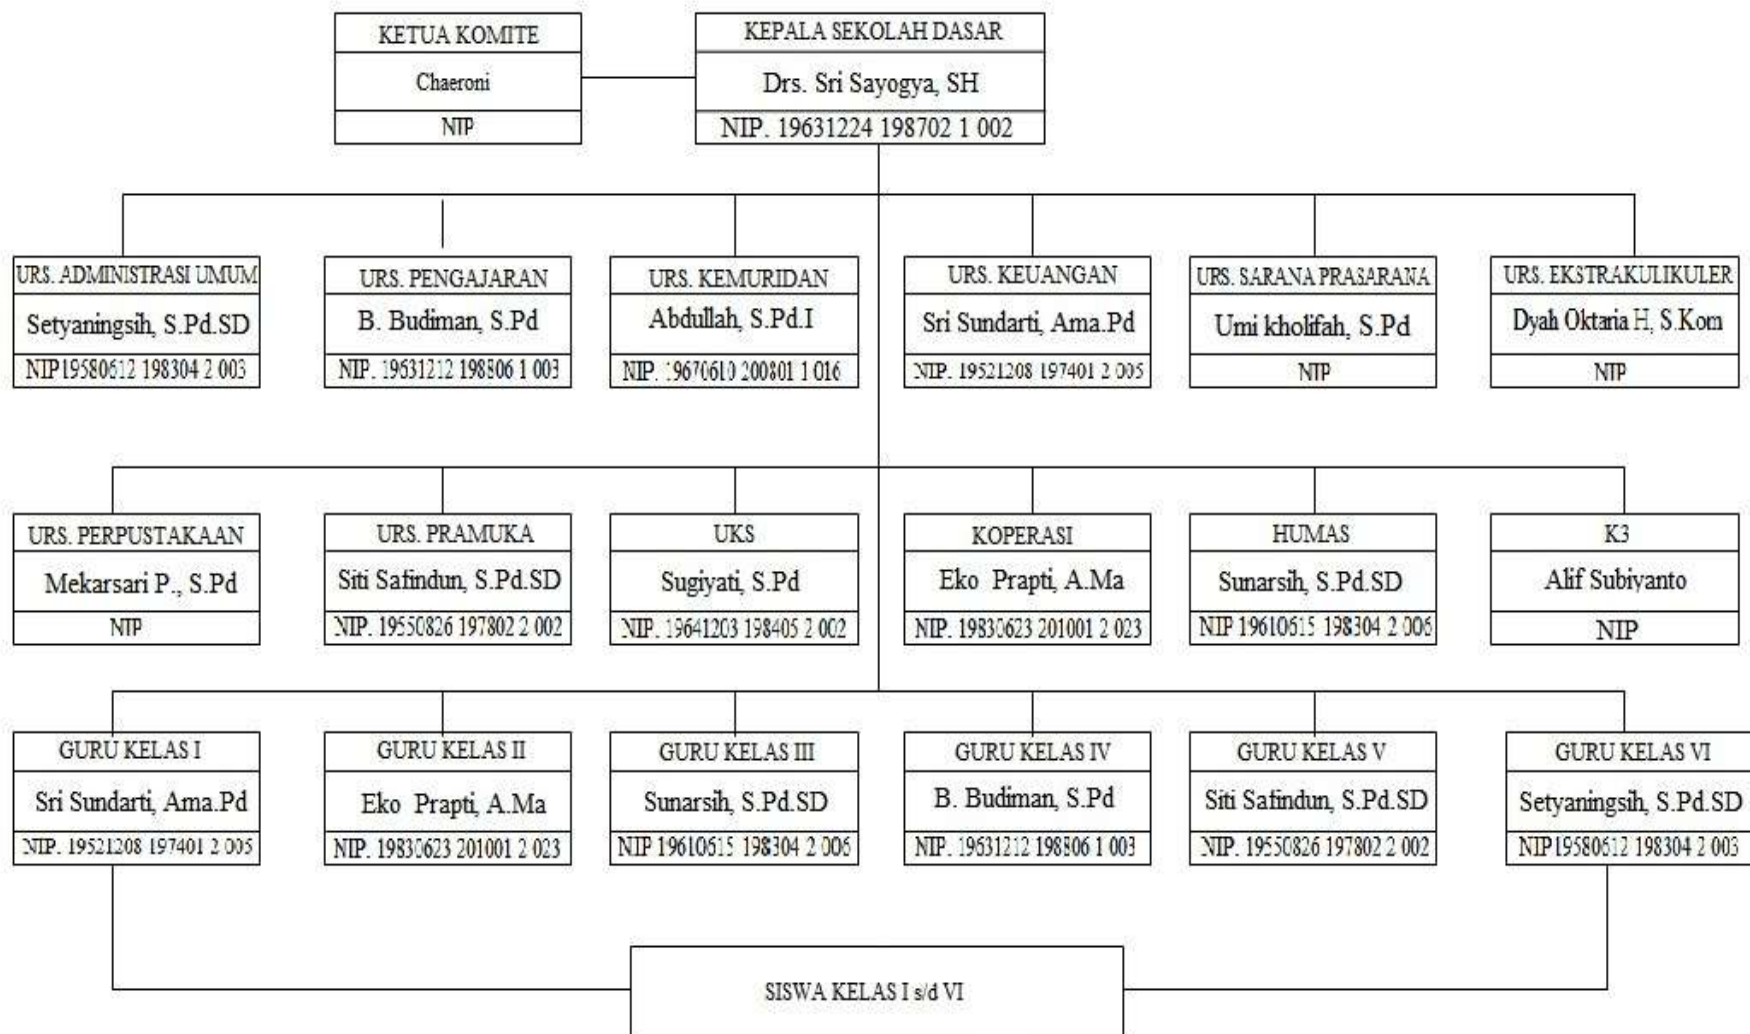 KETUA KOMITE
Chaeroni
NIP
KEPALA SEKOLAH DASAR
Drs. Sri Sayogya, SH
NIP. 19631224 198702 1 002
URS. ADMINISTRASI UMUM
Setyaningsih, S.Pd.SD
NIP19580612 198304 2 003
URS. PENGAJARAN
B. Budiman, S.Pd
NIP. 19631212 198806 1 003
URS. KEMURIDAN
Abdullah, S.Pd.I
NIP. 19670610 200801 1 016
URS. KEUANGAN
Sri Sundarti, Ama.Pd
NIP. 19521208 197401 2 005
URS. SARANA PRASARANA
Umi kholifah, S.Pd
NIP
URS. EKSTRAKULIKULER
Dyah Oktaria H, S.Kom
NIP
URS. PERPUSTAKAAN
Mekarsari P., S.Pd
NIP
URS. PRAMUKA
Siti Safindun, S.Pd.SD
NIP. 19550826 197802 2 002
UKS
Sugiyati, S.Pd
NIP. 19641203 198405 2 002
KOPERASI
Eko Prapti, A.Ma
NIP. 19830623 201001 2 023
HUMAS
Sunarsih, S.Pd.SD
NIP 19610615 198304 2 006
K3
Alif Subiyanto
NIP
GURU KELAS I
Sri Sundarti, Ama.Pd
NIP. 19521208 197401 2 005
GURU KELAS II
Eko Prapti, A.Ma
NIP. 19830623 201001 2 023
GURU KELAS III
Sunarsih, S.Pd.SD
NIP 19610615 198304 2 006
GURU KELAS IV
B. Budiman, S.Pd
NIP. 19631212 198806 1 003
GURU KELAS V
Siti Safindun, S.Pd.SD
NIP. 19550826 197802 2 002
GURU KELAS VI
Setyaningsih, S.Pd.SD
NIP19580612 198304 2 003
SISWA KELAS I s/d VI